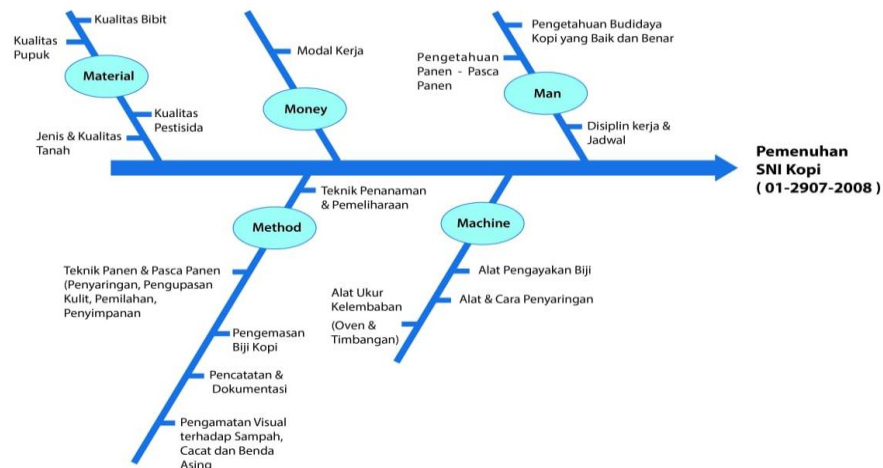 Kualitas Bibit
Kualitas
Pupuk
Material
Kualitas
Pestisida
Jenis & Kualitas
Tanah
Modal Kerja
Money
Pengetahuan Budidaya
Kopi yang Baik dan Benar
Pengetahuan
Panen - Pasca
Panen
Man
Disiplin kerja &
Jadwal
Pemenuhan
SNI Kopi
( 01-2907-2008 )
Teknik Penanaman
& Pemeliharaan
Method
Teknik Panen & Pasca Panen
(Penyaringan, Pengupasan
Kulit, Pemilahan,
Penyimpanan
Pengemasan
Biji Kopi
Pencatatan &
Dokumentasi
Pengamatan Visual
terhadap Sampah,
Cacat dan Benda
Asing
Machine
Alat Pengayakan Biji
Alat & Cara Penyaringan
Alat Ukur
Kelembaban
(Oven &
Timbangan)